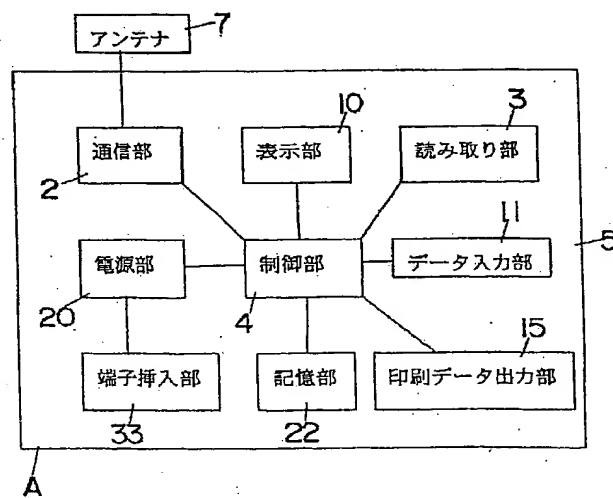 アンテナ
7
通信部
2
表示部
10
読み取り部
3
データ入力部
11
5
電源部
20
制御部
4
端子挿入部
33
記憶部
22
印刷データ出力部
15
A